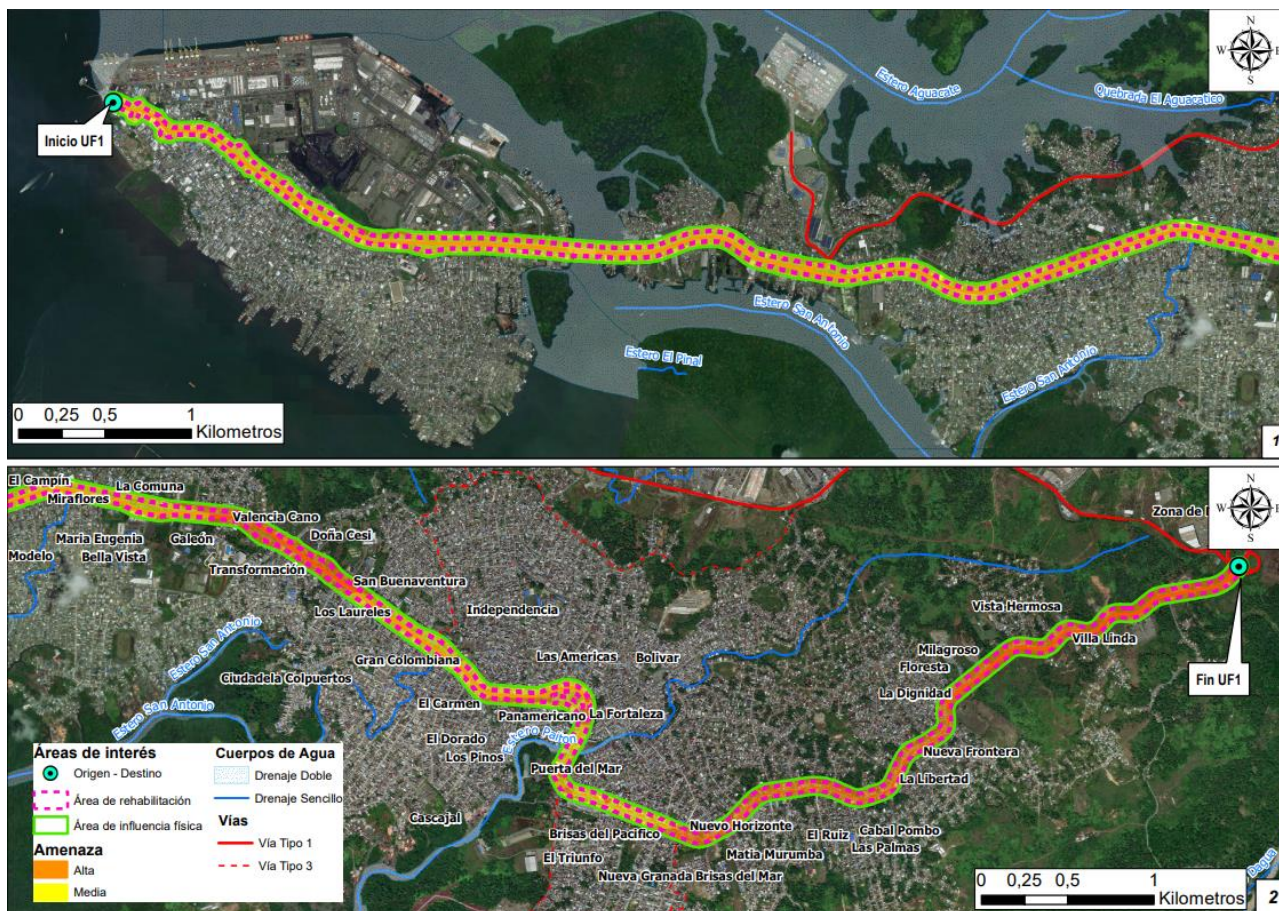 N
W
S
Inicio UF1
Estero Aguacate
Quebrada El Aguacatico
Estero San Antonio
Estero El Pinal
Estero San Antonio
0 0,25 0,5 1
Kilometros
1
El Campín
La Comuna
Miraflores
Valencia Cano
Doña Cesi
Maria Eugenia
Galeón
Modelo
Bella Vista
Transformación
San Buenaventura
Los Laureles
Independencia
Estero San Antonio
Gran Colombiana
Las Americas
Bolivar
Ciudadela Colpuertos
El Carmen
Panamericano
La Fortaleza
Estero San Antonio
El Dorado
Los Pinos
Puerta del Mar
Cascajal
Brisas del Pacifico
Nuevo Horizonte
El Triunfo
Matia Murumba
Nueva Granada
Brisas del Mar
El Ruiz
Cabal Pombo
Las Palmas
La Libertad
Nueva Frontera
La Dignidad
Floresta
Milagroso
Vista Hermosa
Villa Linda
Zona de
N
W
S
Fin UF1
Áreas de interés
Origen - Destino
Área de rehabilitación
Área de influencia física
Amenaza
Alta
Media
Cuerpos de Agua
Drenaje Doble
Drenaje Sencillo
Vías
Vía Tipo 1
Vía Tipo 3
0 0,25 0,5 1
Kilometros
2